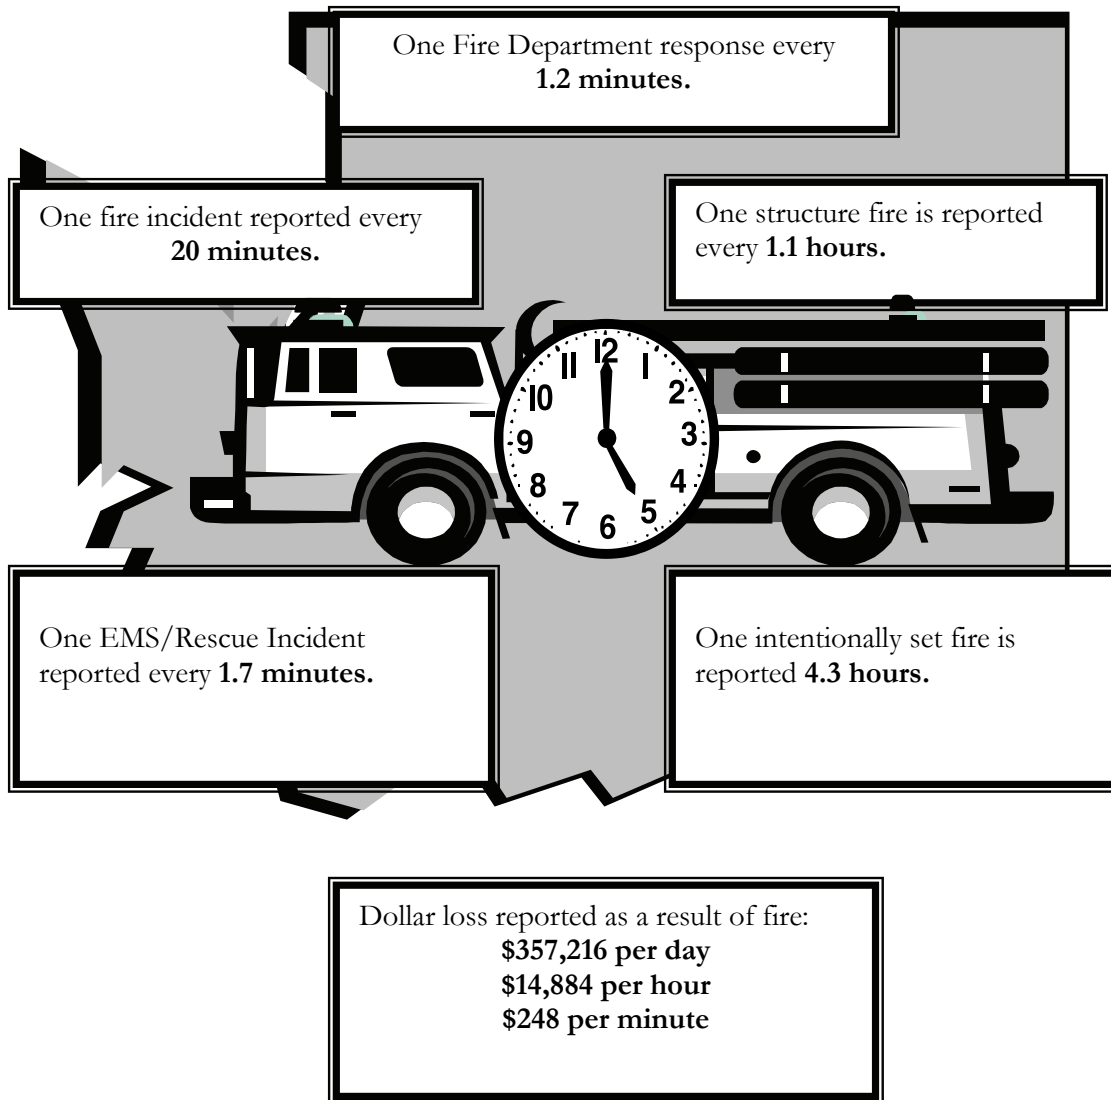 One Fire Department response every
1.2 minutes.
One fire incident reported every
20 minutes.
One structure fire is reported
every 1.1 hours.
12
11
1
10
2
9
3
8
4
7
5
6
One EMS/Rescue Incident
reported every 1.7 minutes.
One intentionally set fire is
reported 4.3 hours.
Dollar loss reported as a result of fire:
$357,216 per day
$14,884 per hour
$248 per minute